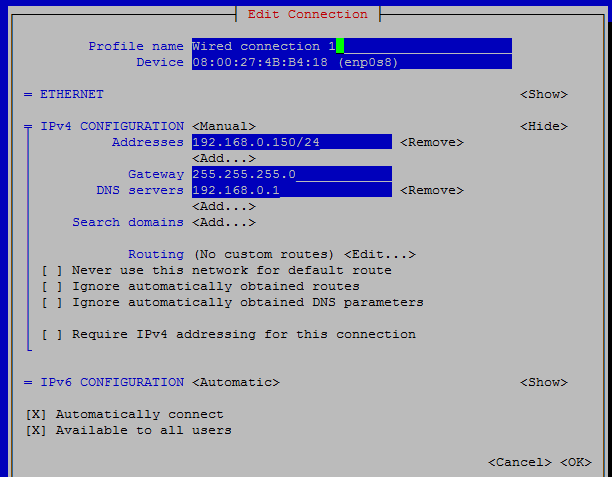 Edit Connection
Profile name Wired connection 1
Device 08:00:27:4B:B4:18 (enp0s8)
= ETHERNET <Show>
IPv4 CONFIGURATION <Manual> <Hide>
Addresses 192.168.0.150/24 <Remove>
<Add...>
Gateway 255.255.255.0
DNS servers 192.168.0.1 <Remove>
<Add...>
Search domains <Add...>
Routing (No custom routes) <Edit...>
[ ] Never use this network for default route
[ ] Ignore automatically obtained routes
[ ] Ignore automatically obtained DNS parameters
[ ] Require IPv4 addressing for this connection
= IPv6 CONFIGURATION <Automatic> <Show>
[X] Automatically connect
[X] Available to all users
<Cancel> <OK>